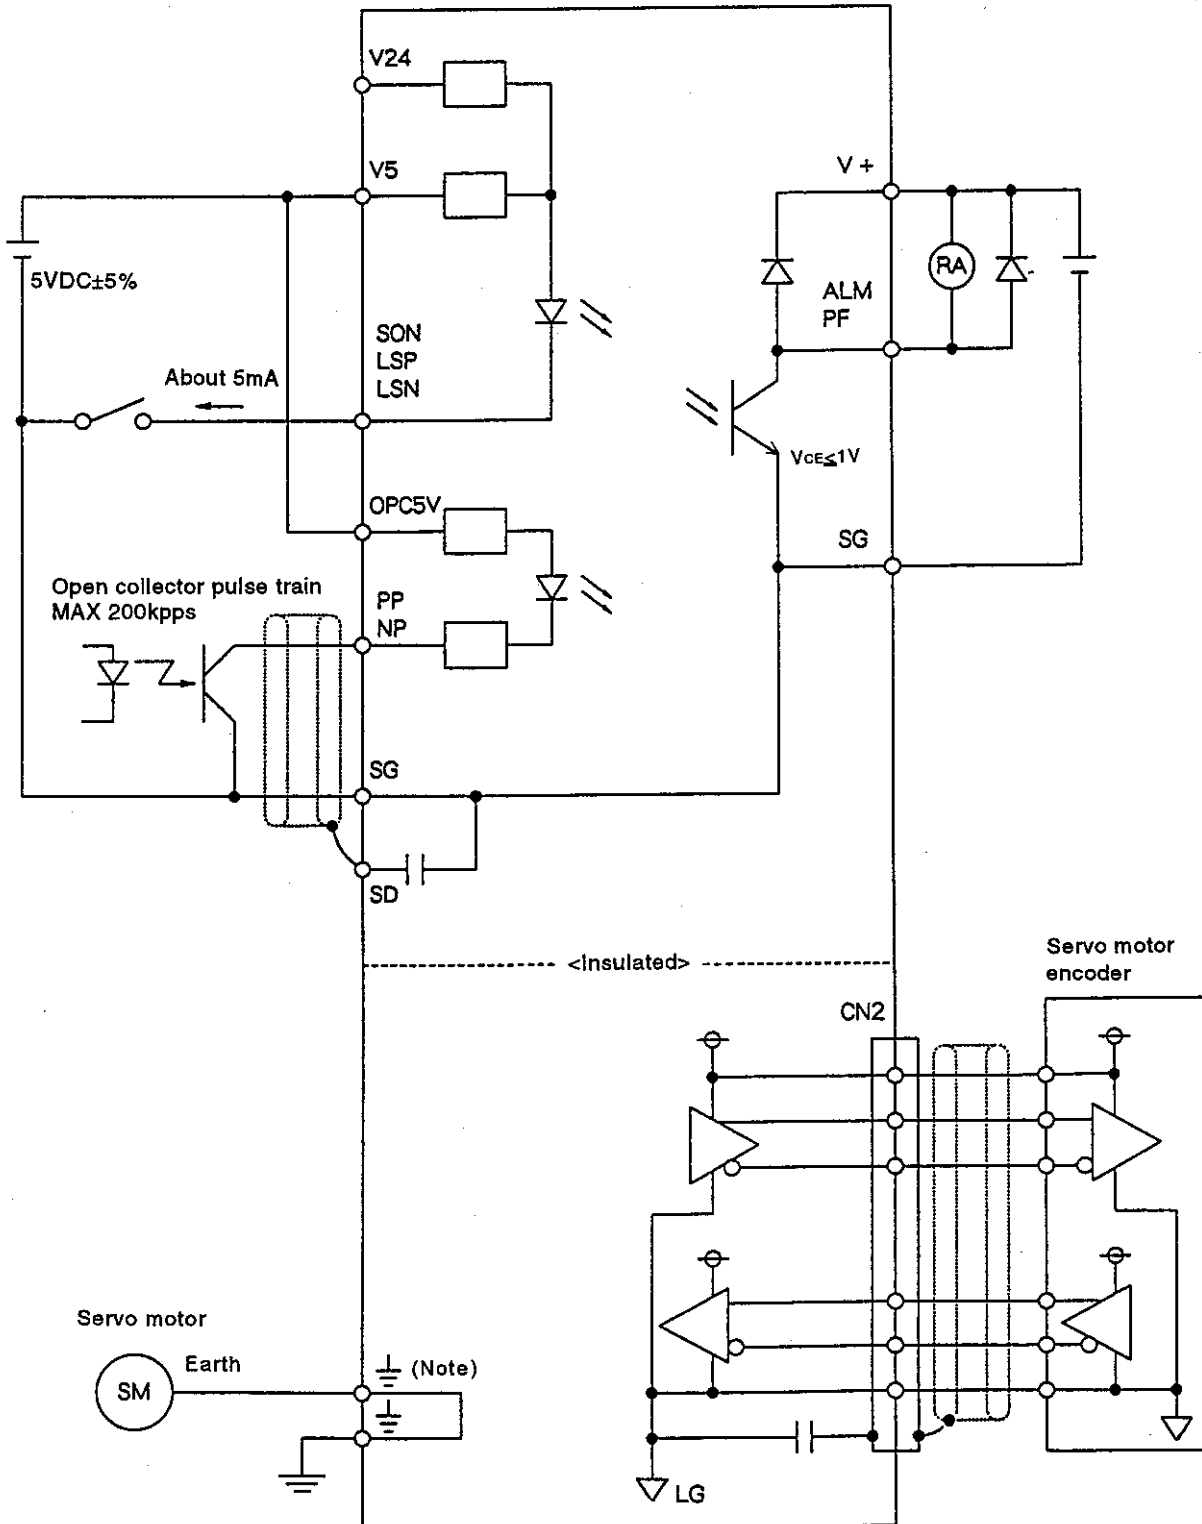 V24
V5
V +
5VDC±5%
RA
ALM
PF
SON
LSP
LSN
About 5mA
VCE≤1V
OPC5V
SG
Open collector pulse train
MAX 200kpps
PP
NP
SG
SD
<Insulated>
Servo motor
encoder
CN2
Servo motor
Earth
(Note)
SM
LG